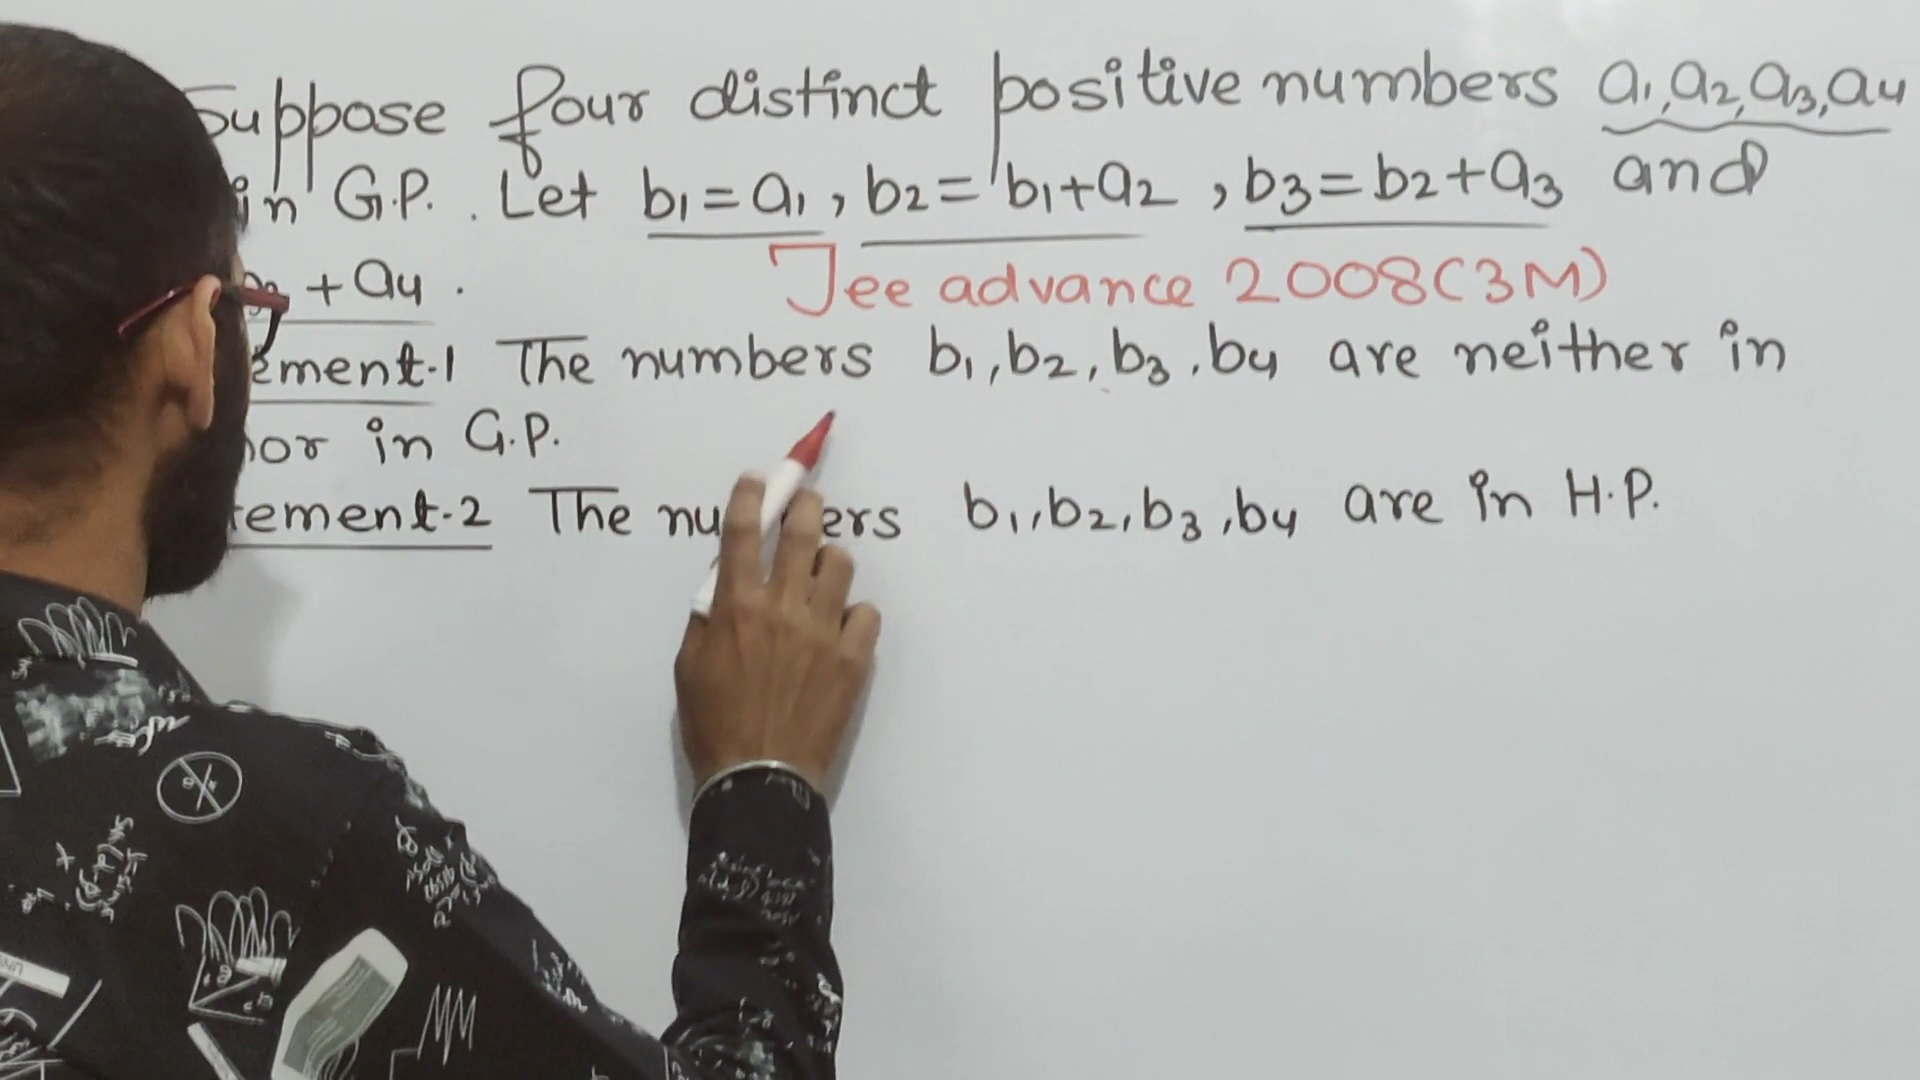 Suppose four distinct positive numbers a1,a2,a3,a4
in G.P. . Let b1=a1, b2=b1+a2, b3=b2+a3 and
+a4.
Jee advance 2008(3M)
ement-1 The numbers b1,b2,b3,b4 are neither in
nor in G.P.
tement-2 The b1,b2,b3,b4 are in H.P.